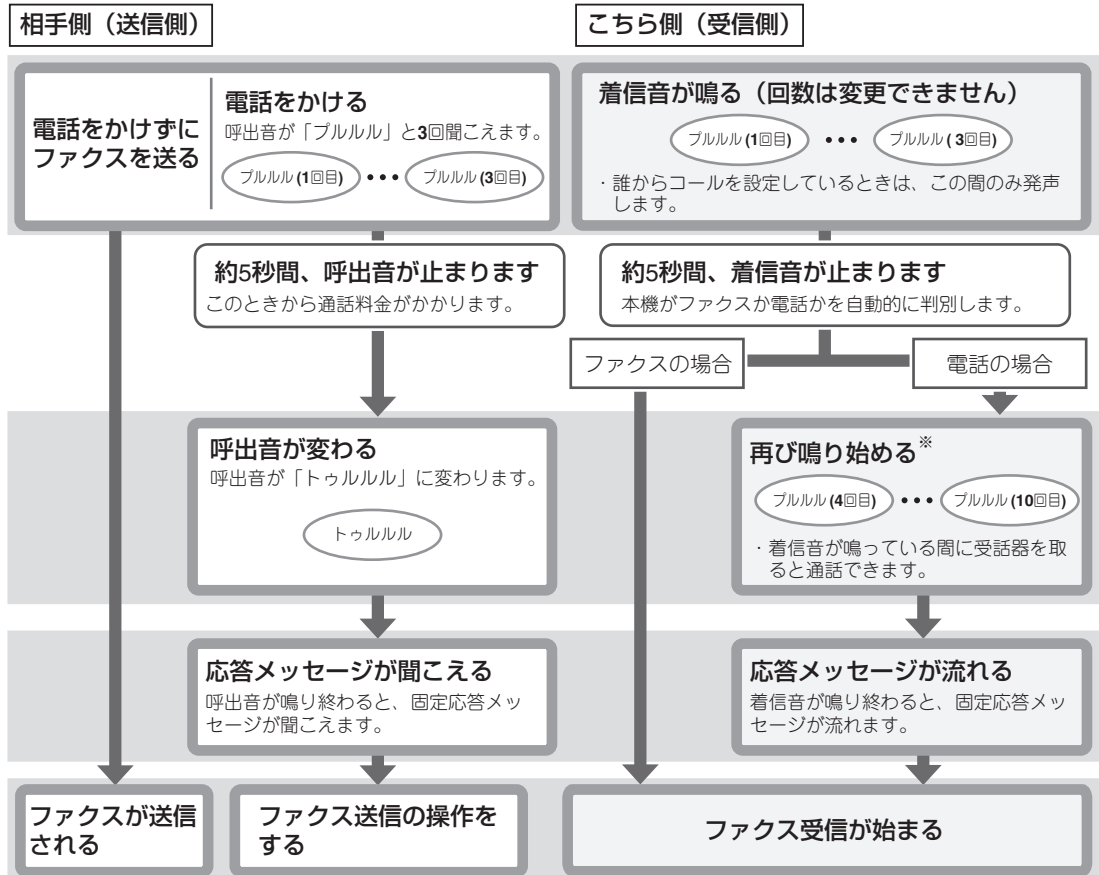 相手側（送信側）
こちら側（受信側）
電話をかけずに
ファクスを送る
電話をかける
呼出音が「プルルル」と3回聞こえます。
プルルル(1回目) ••• プルルル(3回目)
着信音が鳴る（回数は変更できません）
プルルル(1回目) ••• プルルル( 3回目)
・誰からコールを設定しているときは、この間のみ発声
します。
約5秒間、呼出音が止まります
このときから通話料金がかかります。
約5秒間、着信音が止まります
本機がファクスか電話かを自動的に判別します。
ファクスの場合
電話の場合
呼出音が変わる
呼出音が「トゥルルル」に変わります。
トゥルルル
再び鳴り始める※
プルルル(4回目) ••• プルルル(10回目)
・着信音が鳴っている間に受話器を取
ると通話できます。
応答メッセージが聞こえる
呼出音が鳴り終わると、固定応答メッ
セージが聞こえます。
応答メッセージが流れる
着信音が鳴り終わると、固定応答メッ
セージが流れます。
ファクスが送信
される
ファクス送信の操作を
する
ファクス受信が始まる